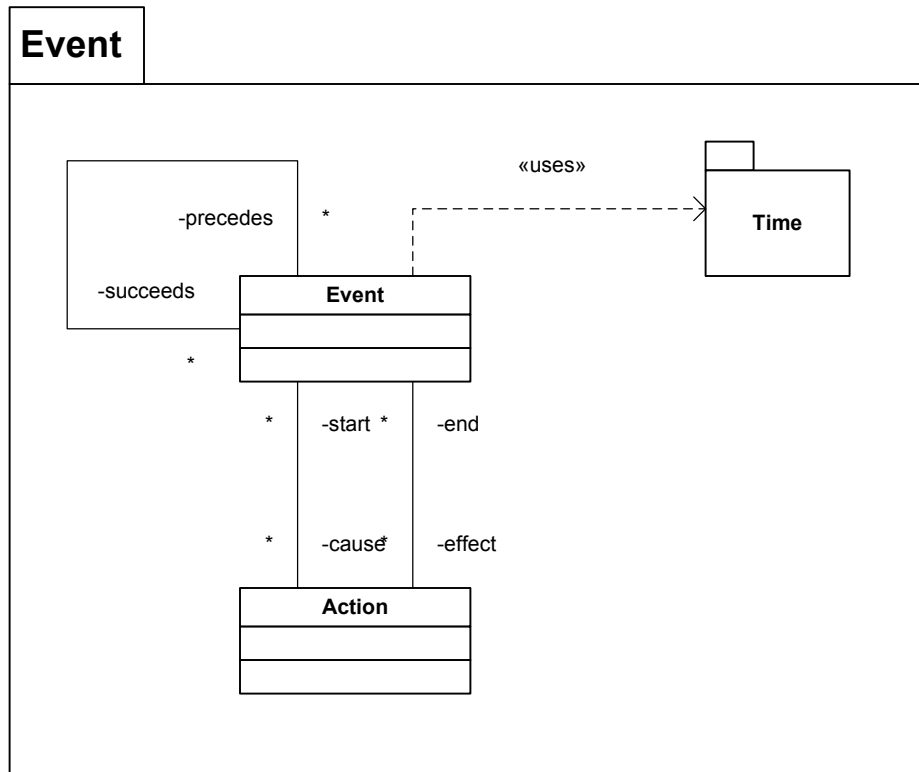 Event
«uses»
-precedes *
Time
-succeeds
Event
*
* -start * -end
* -cause * -effect
Action